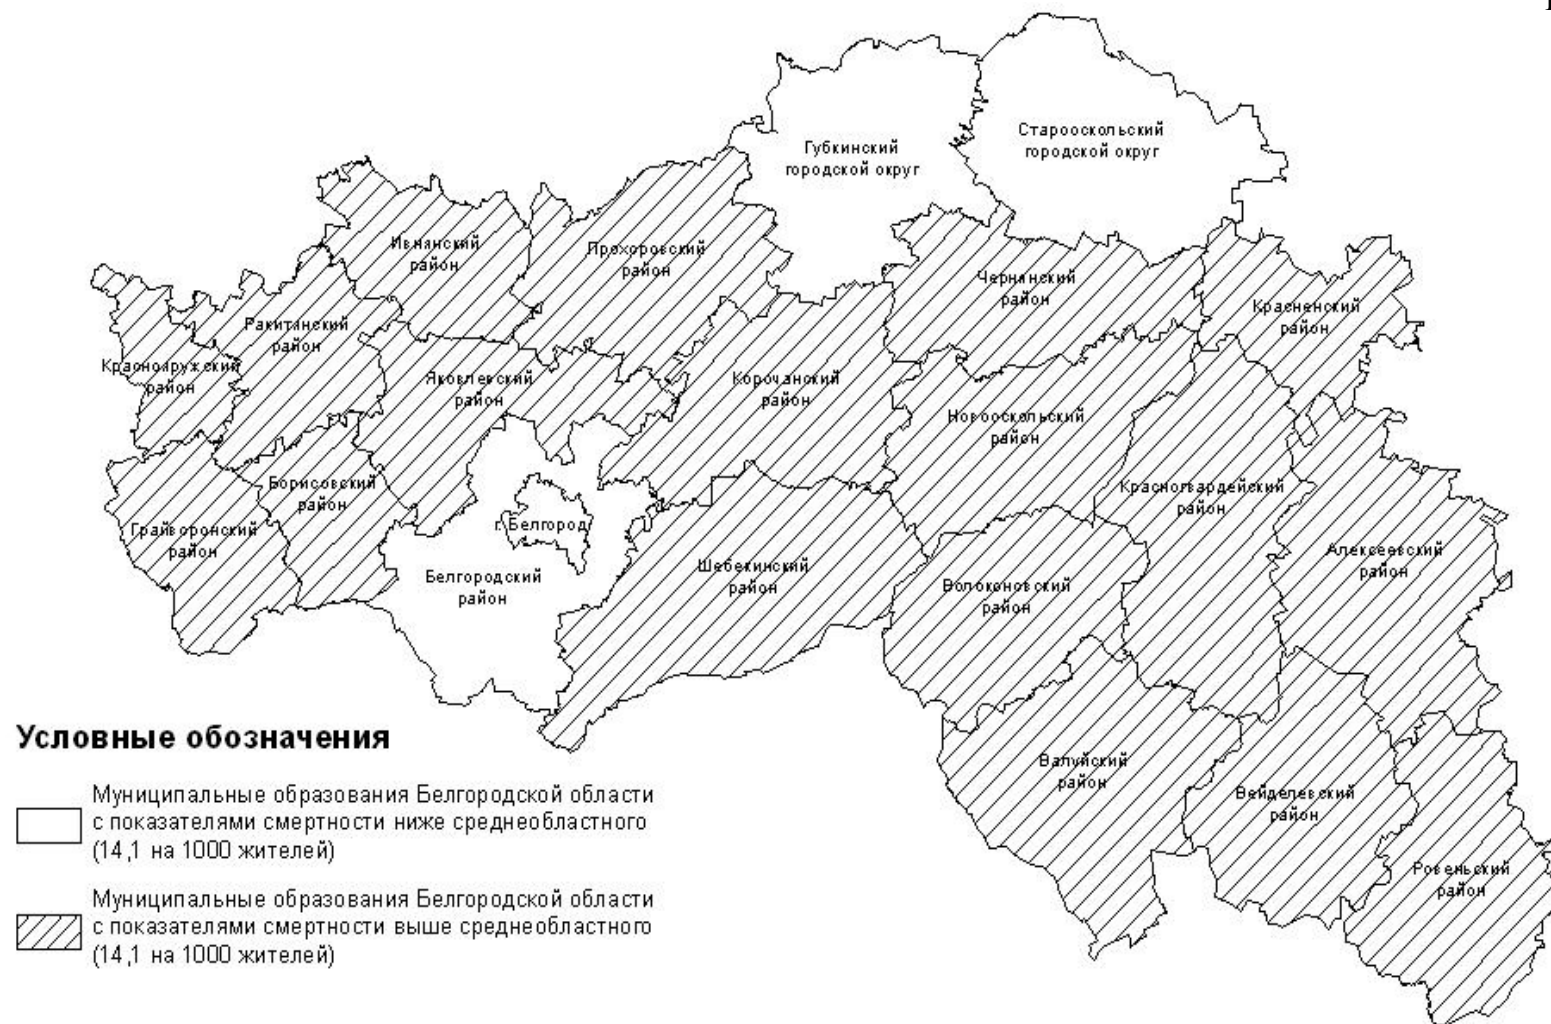 Старооскольский
городской округ
Губкинский
городской округ
Ивнянский
район
Прохоровский
район
Чернянский
район
Красненский
район
Ракитянский
район
Краснояружский
район
Яковлевский
район
Корочанский
район
Новооскольский
район
Борисовский
район
Красногвардейский
район
Грайворонский
район
г.Белгород
Алексеевский
район
Белгородский
район
Шебекинский
район
Волоконовский
район
Валуйский
район
Вейделевский
район
Ровеньский
район
Условные обозначения
Муниципальные образования Белгородской области
с показателями смертности ниже среднеобластного
(14,1 на 1000 жителей)
Муниципальные образования Белгородской области
с показателями смертности выше среднеобластного
(14,1 на 1000 жителей)